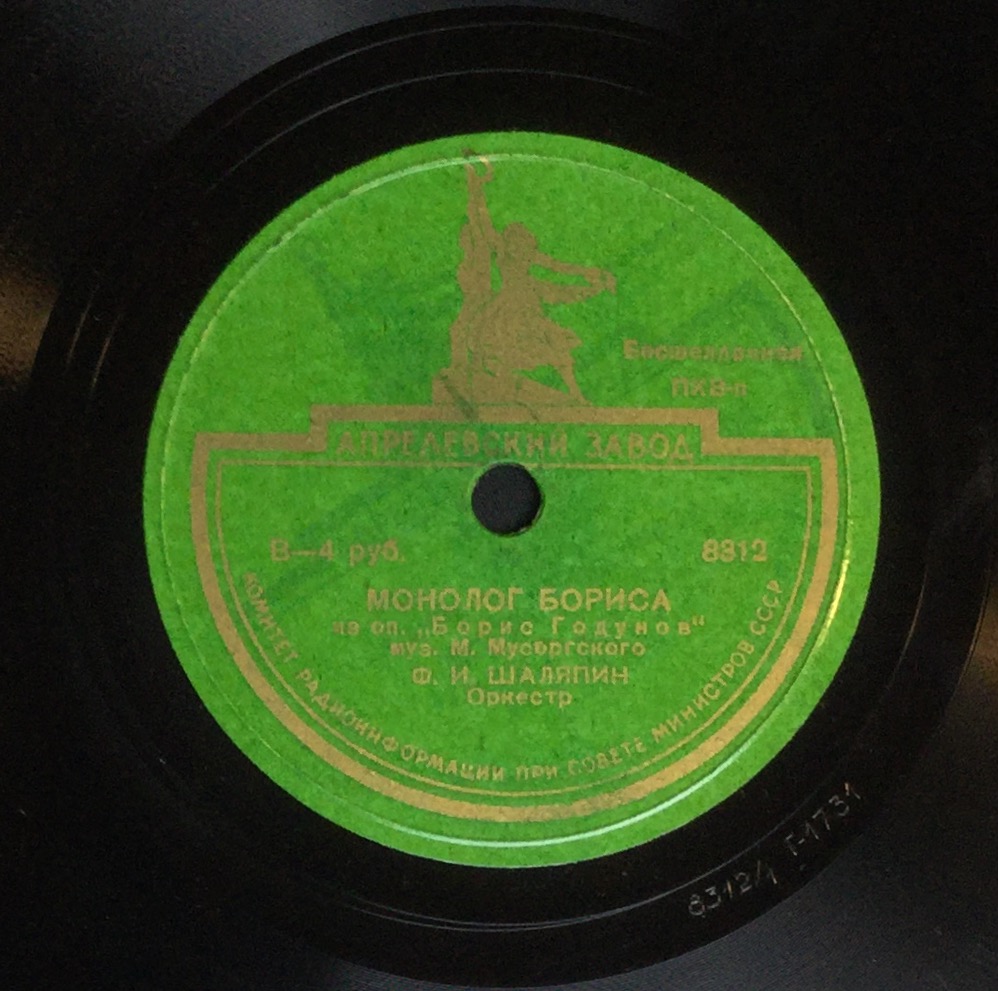 Бесшелачная
ПКВ-п
АПРЕЛЕВСКИЙ ЗАВОД
В—4 руб.
8312
МОНОЛОГ БОРИСА
из оп. „Борис Годунов“
муз. М. Мусоргского
Ф. И. ШАЛЯПИН
Оркестр
КОМИТЕТ РАДИОИНФОРМАЦИИ ПРИ СОВЕТЕ МИНИСТРОВ СССР
8312/1 Г-1731